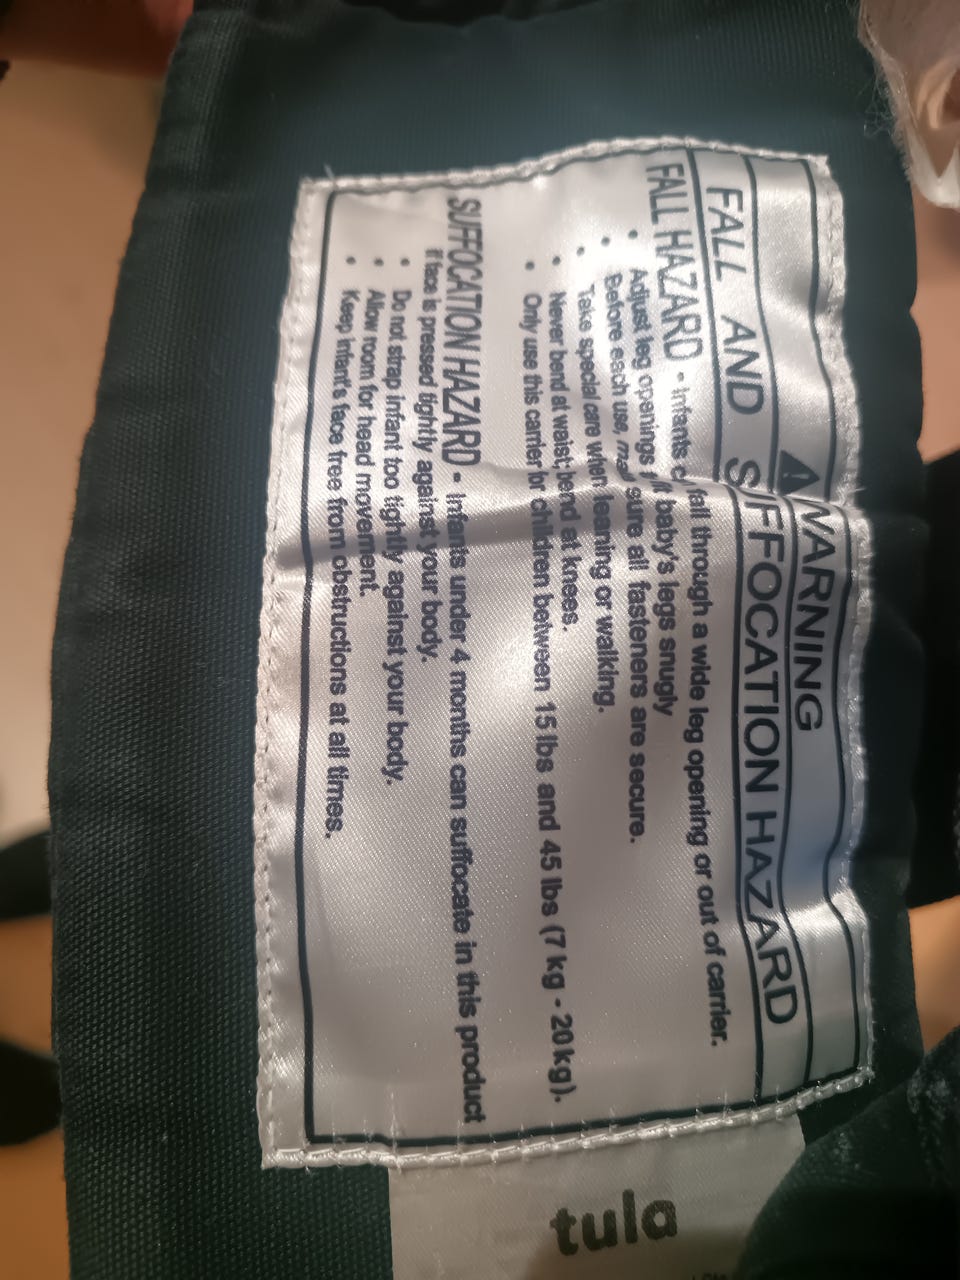 ⚠WARNING
FALL AND SUFFOCATION HAZARD
FALL HAZARD - Infants c fall through a wide leg opening or out of carrier.
• Adjust leg openings fit baby's legs snugly
• Before each use, sure all fasteners are secure.
• Take special care when leaning or walking.
• Never bend at waist; bend at knees.
• Only use this carrier for children between 15 lbs and 45 lbs (7 kg - 20 kg).
SUFFOCATION HAZARD - Infants under 4 months can suffocate in this product
if face is pressed tightly against your body.
• Do not strap infant too tightly against your body.
• Allow room for head movement.
• Keep infant's face free from obstructions at all times.
tula